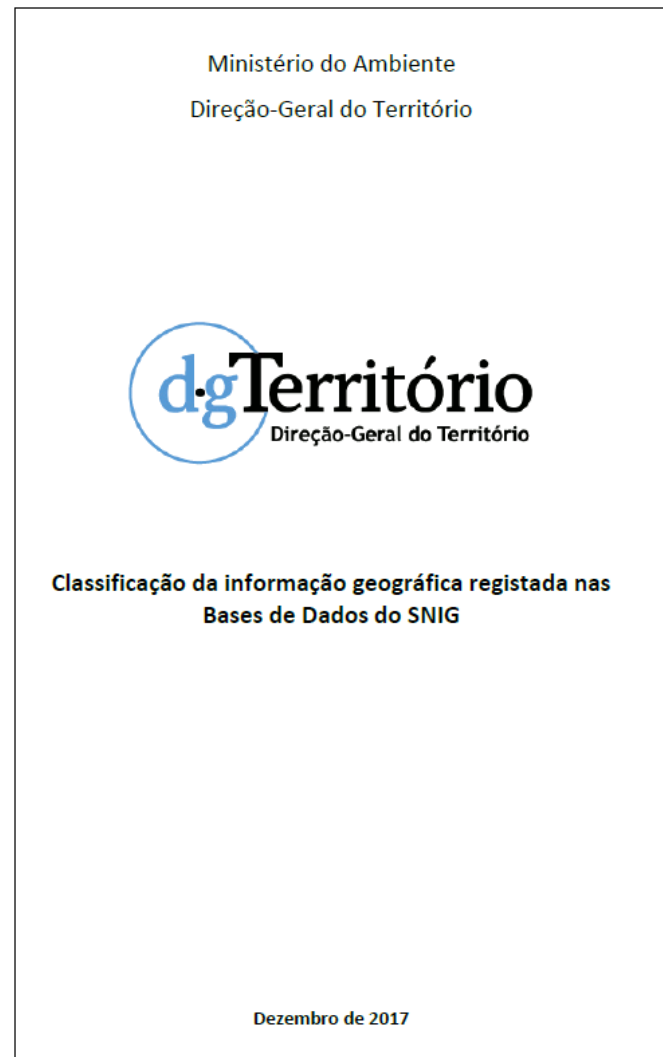 Ministério do Ambiente
Direção-Geral do Território
d·gTerritório
Direção-Geral do Território
Classificação da informação geográfica registada nas
Bases de Dados do SNIG
Dezembro de 2017